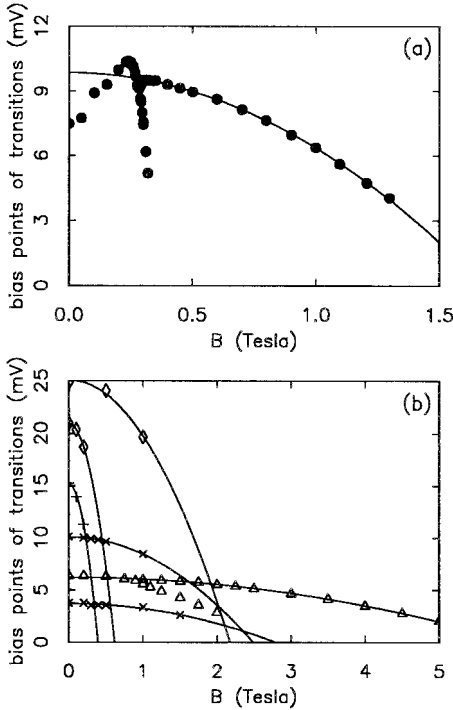 12
9
6
3
0
bias points of transitions (mV)
(a)
0.0 0.5 1.0 1.5
B (Tesla)
25
20
15
10
5
0
bias points of transitions (mV)
(b)
0 1 2 3 4 5
B (Tesla)